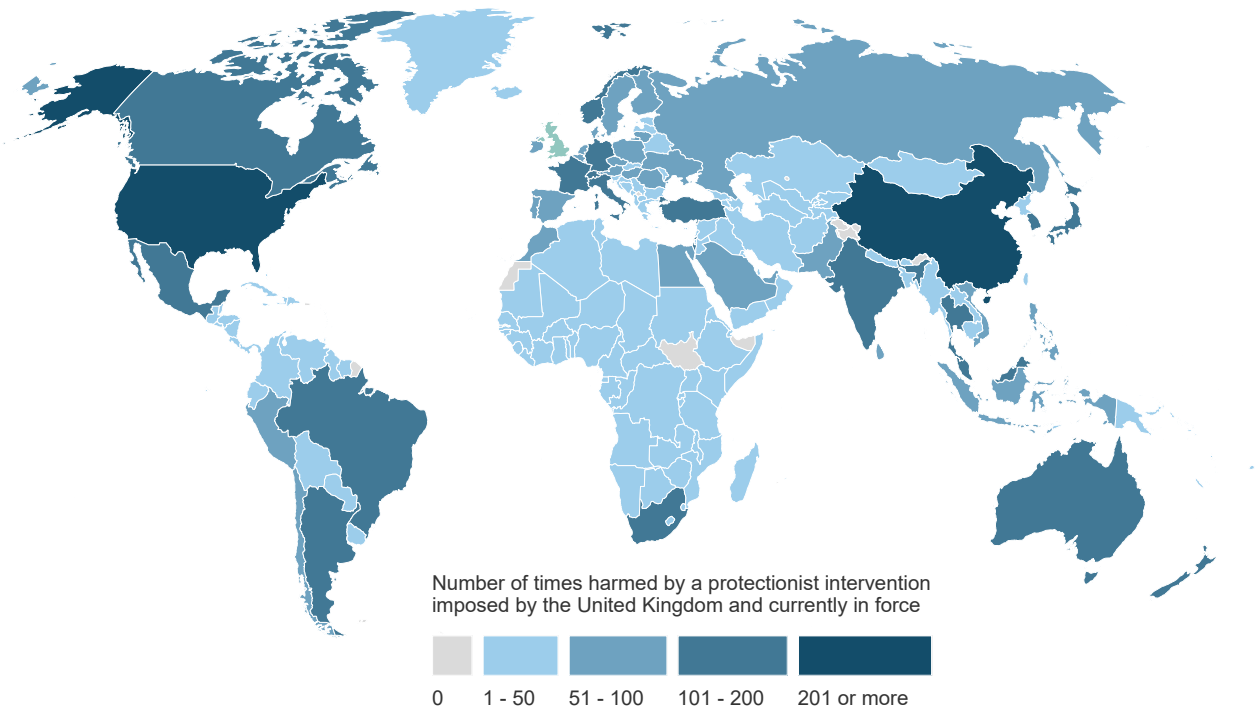 Number of times harmed by a protectionist intervention
imposed by the United Kingdom and currently in force
0 1 - 50 51 - 100 101 - 200 201 or more